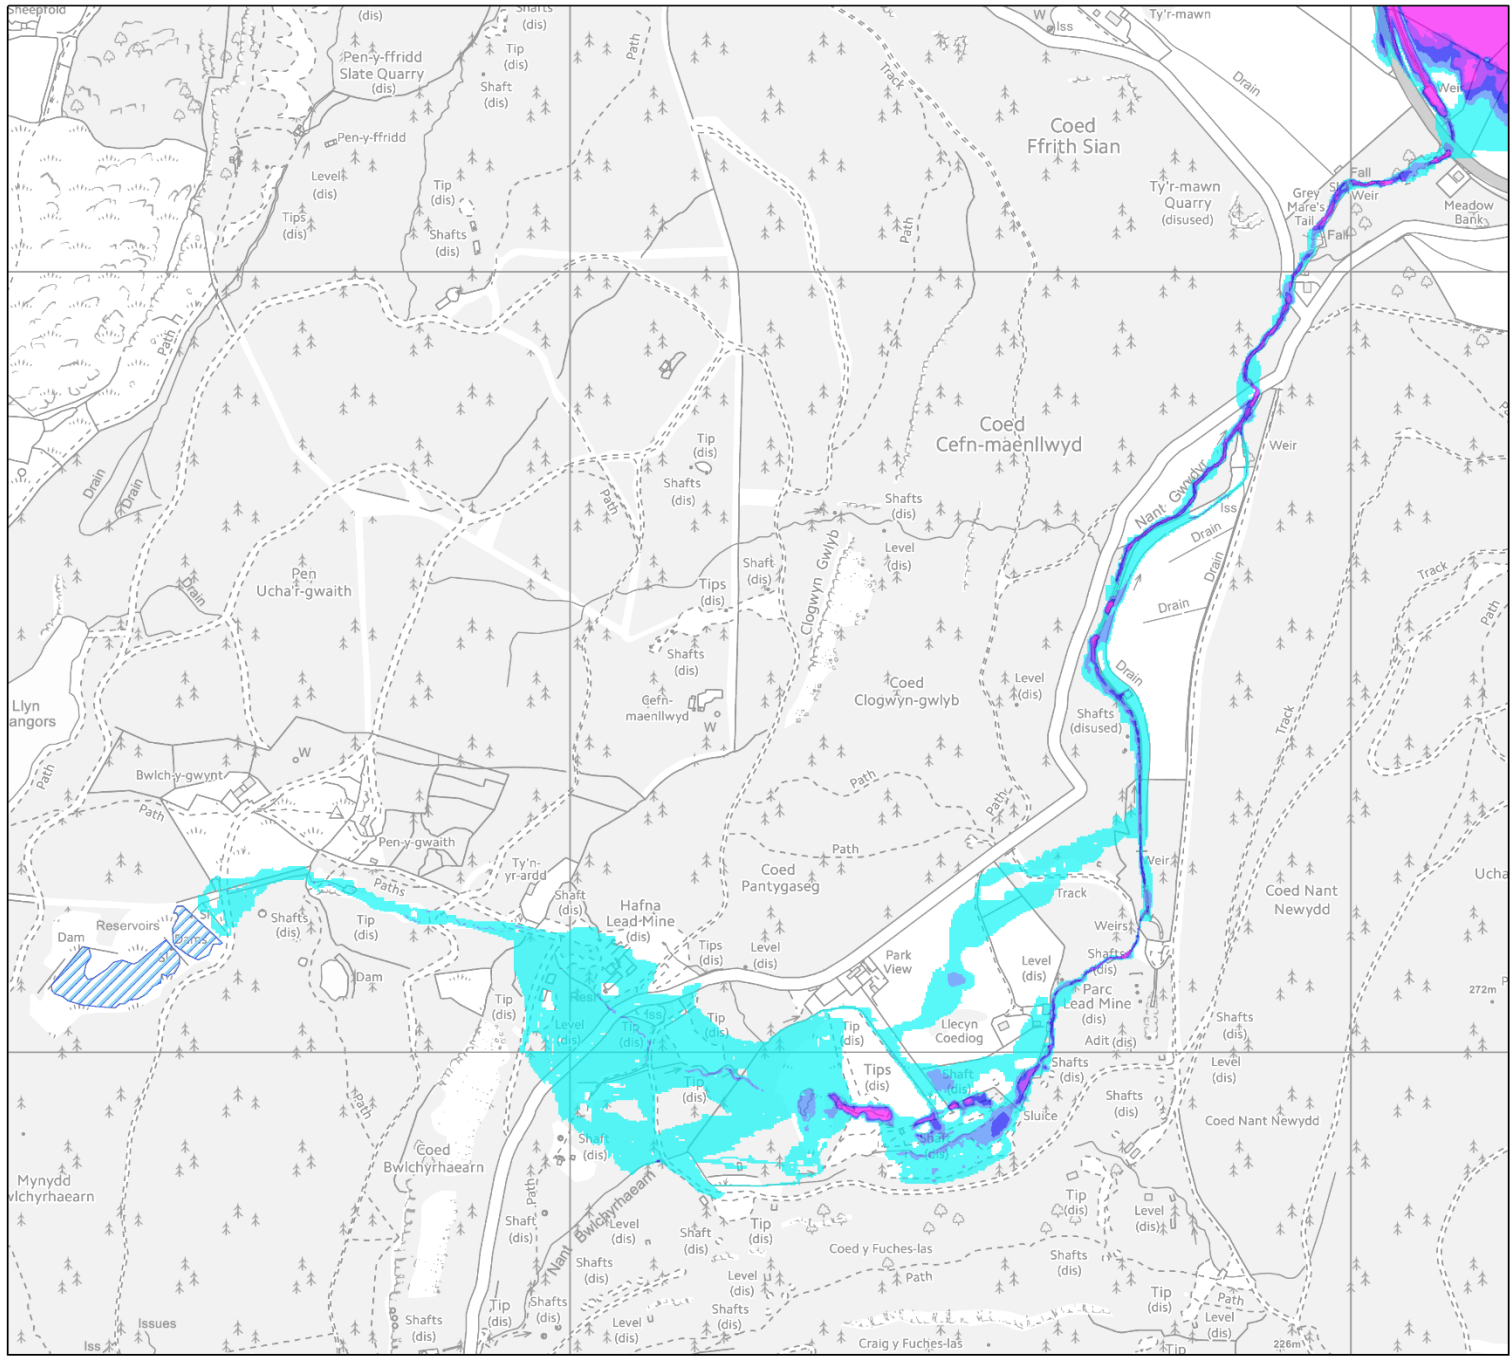 Sheepfold
(dis)
Shafts
(dis)
W
Iss
Ty'r-mawn
Pen-y-ffridd
Slate Quarry
(dis)
Path
Tip
(dis)
Shaft
(dis)
Track
Drain
Weir
Coed
Ffrith Sian
Pen-y-ffridd
Level
(dis)
Tips
(dis)
Tip
(dis)
Shafts
(dis)
Path
Ty'r-mawn
Quarry
(disused)
Grey
Mare's
Tail
Fall
Weir
Fall
Meadow
Bank
Path
Coed
Cefn-maenllwyd
Tip
(dis)
Shafts
(dis)
Path
Drain
Drain
Shafts
(dis)
Level
(dis)
Nant Gwydyr
Weir
Iss
Drain
Drain
Drain
Track
Path
Pen
Ucha'r-gwaith
Drain
Shaft
(dis)
Tips
(dis)
Clogwyn Gwlyb
Shafts
(dis)
Cefn-
maenllwyd
W
Coed
Clogwyn-gwlyb
Level
(dis)
Drain
Shafts
(disused)
Track
Llyn
angors
Path
Bwlch-y-gwynt
W
Path
Pen-y-gwaith
Path
Path
Path
Ty'n-
yr-ardd
Paths
Coed
Pantygaseg
Weir
Track
Coed Nant
Newydd
Ucha
Shaft
(dis)
Hafna
Lead Mine
(dis)
Reservoirs
Dam
Dams
Shafts
(dis)
Tip
(dis)
Dam
Tips
(dis)
Level
(dis)
Park
View
Weirs
Shafts
(dis)
Level
(dis)
Parc
Lead Mine
(dis)
272m
Tip
(dis)
Resr
Iss
Level
(dis)
Tip
(dis)
Tip
(dis)
Tip
(dis)
Llecyn
Coediog
Adit (dis)
Shafts
(dis)
Tips
(dis)
Shaft
(dis)
Shafts
(dis)
Level
(dis)
Tip
(dis)
Path
Sluice
Shafts
(dis)
Coed Nant Newydd
Shaft
(dis)
Shaft
(dis)
Coed
Bwlchyrhaearn
Mynydd
wlchyrhaearn
Path
Nant Bwlchyrhaearn
Shaft
(dis)
Level
(dis)
Shaft
(dis)
Tip
(dis)
Tip
(dis)
Level
(dis)
Coed y Fuches-las
Shafts
(dis)
Shafts
(dis)
Level
(dis)
Path
Issues
Iss
Shafts
(dis)
Tip
(dis)
Shafts
(dis)
Level
(dis)
Shafts
(dis)
Craig y Fuches-las
Tip
(dis)
Path
Level
(dis)
Tip
226m